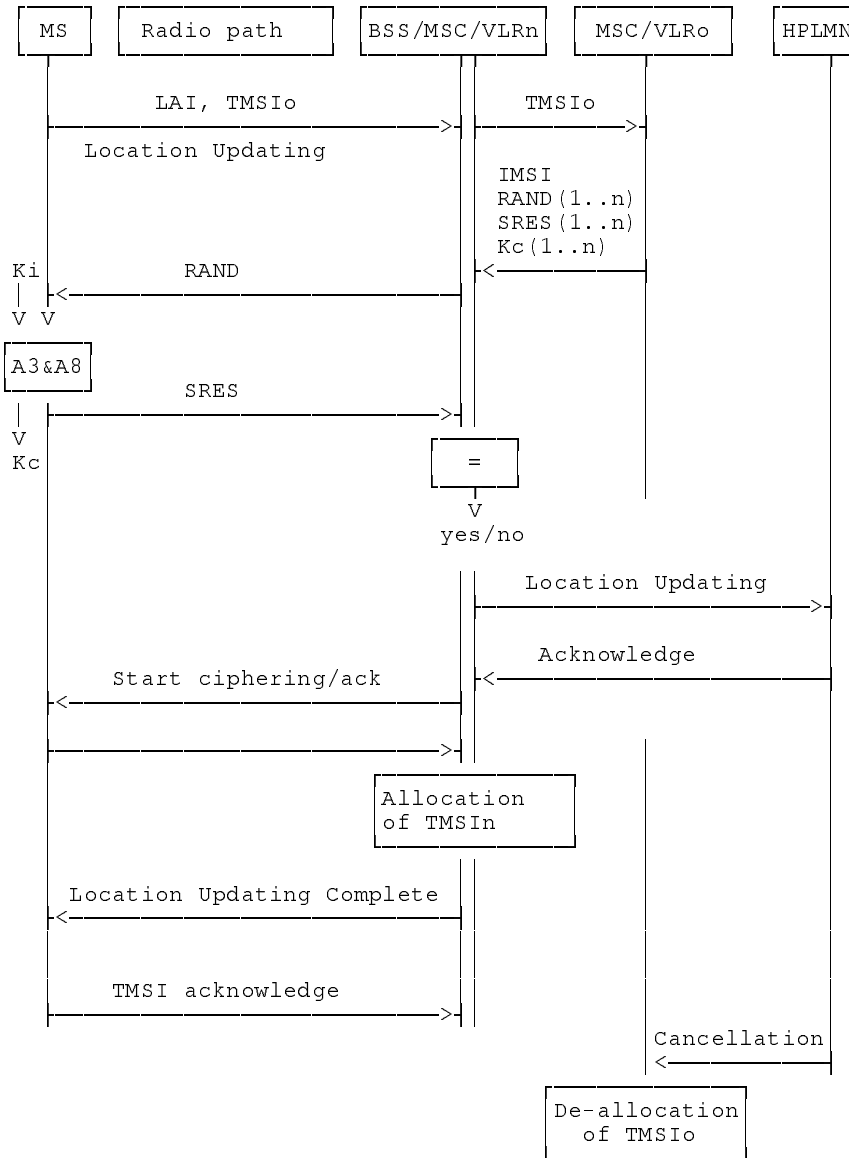 MS Radio path BSS/MSC/VLRn MSC/VLRo HPLMN
LAI, TMSIo TMSIo
Location Updating
IMSI
RAND(1..n)
SRES(1..n)
Kc(1..n)
Ki RAND
V V
A3&A8
SRES
V
Kc
=
V
yes/no
Location Updating
Acknowledge
Start ciphering/ack
Allocation
of TMSIn
Location Updating Complete
TMSI acknowledge
Cancellation
De-allocation
of TMSIo